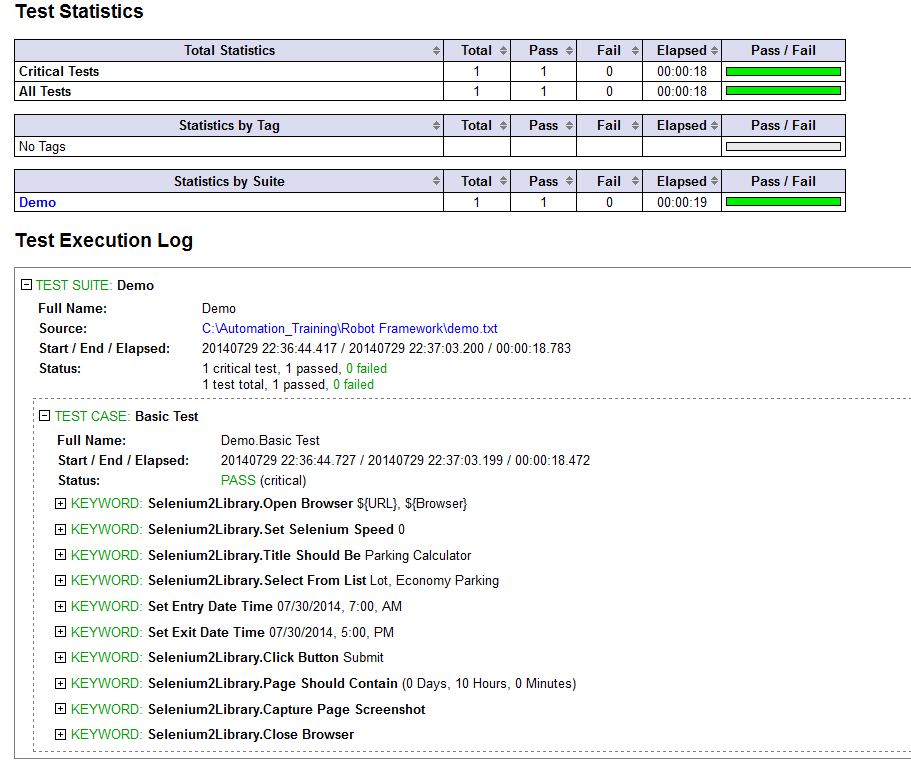 Test Statistics
Total Statistics Total Pass Fail Elapsed Pass / Fail
Critical Tests 1 1 0 00:00:18
All Tests 1 1 0 00:00:18
Statistics by Tag Total Pass Fail Elapsed Pass / Fail
No Tags
Statistics by Suite Total Pass Fail Elapsed Pass / Fail
Demo 1 1 0 00:00:19
Test Execution Log
TEST SUITE: Demo
Full Name: Demo
Source: C:\Automation_Training\Robot Framework\demo.txt
Start / End / Elapsed: 20140729 22:36:44.417 / 20140729 22:37:03.200 / 00:00:18.783
Status: 1 critical test, 1 passed, 0 failed
1 test total, 1 passed, 0 failed
TEST CASE: Basic Test
Full Name: Demo.Basic Test
Start / End / Elapsed: 20140729 22:36:44.727 / 20140729 22:37:03.199 / 00:00:18.472
Status: PASS (critical)
KEYWORD: Selenium2Library.Open Browser ${URL}, ${Browser}
KEYWORD: Selenium2Library.Set Selenium Speed 0
KEYWORD: Selenium2Library.Title Should Be Parking Calculator
KEYWORD: Selenium2Library.Select From List Lot, Economy Parking
KEYWORD: Set Entry Date Time 07/30/2014, 7:00, AM
KEYWORD: Set Exit Date Time 07/30/2014, 5:00, PM
KEYWORD: Selenium2Library.Click Button Submit
KEYWORD: Selenium2Library.Page Should Contain (0 Days, 10 Hours, 0 Minutes)
KEYWORD: Selenium2Library.Capture Page Screenshot
KEYWORD: Selenium2Library.Close Browser